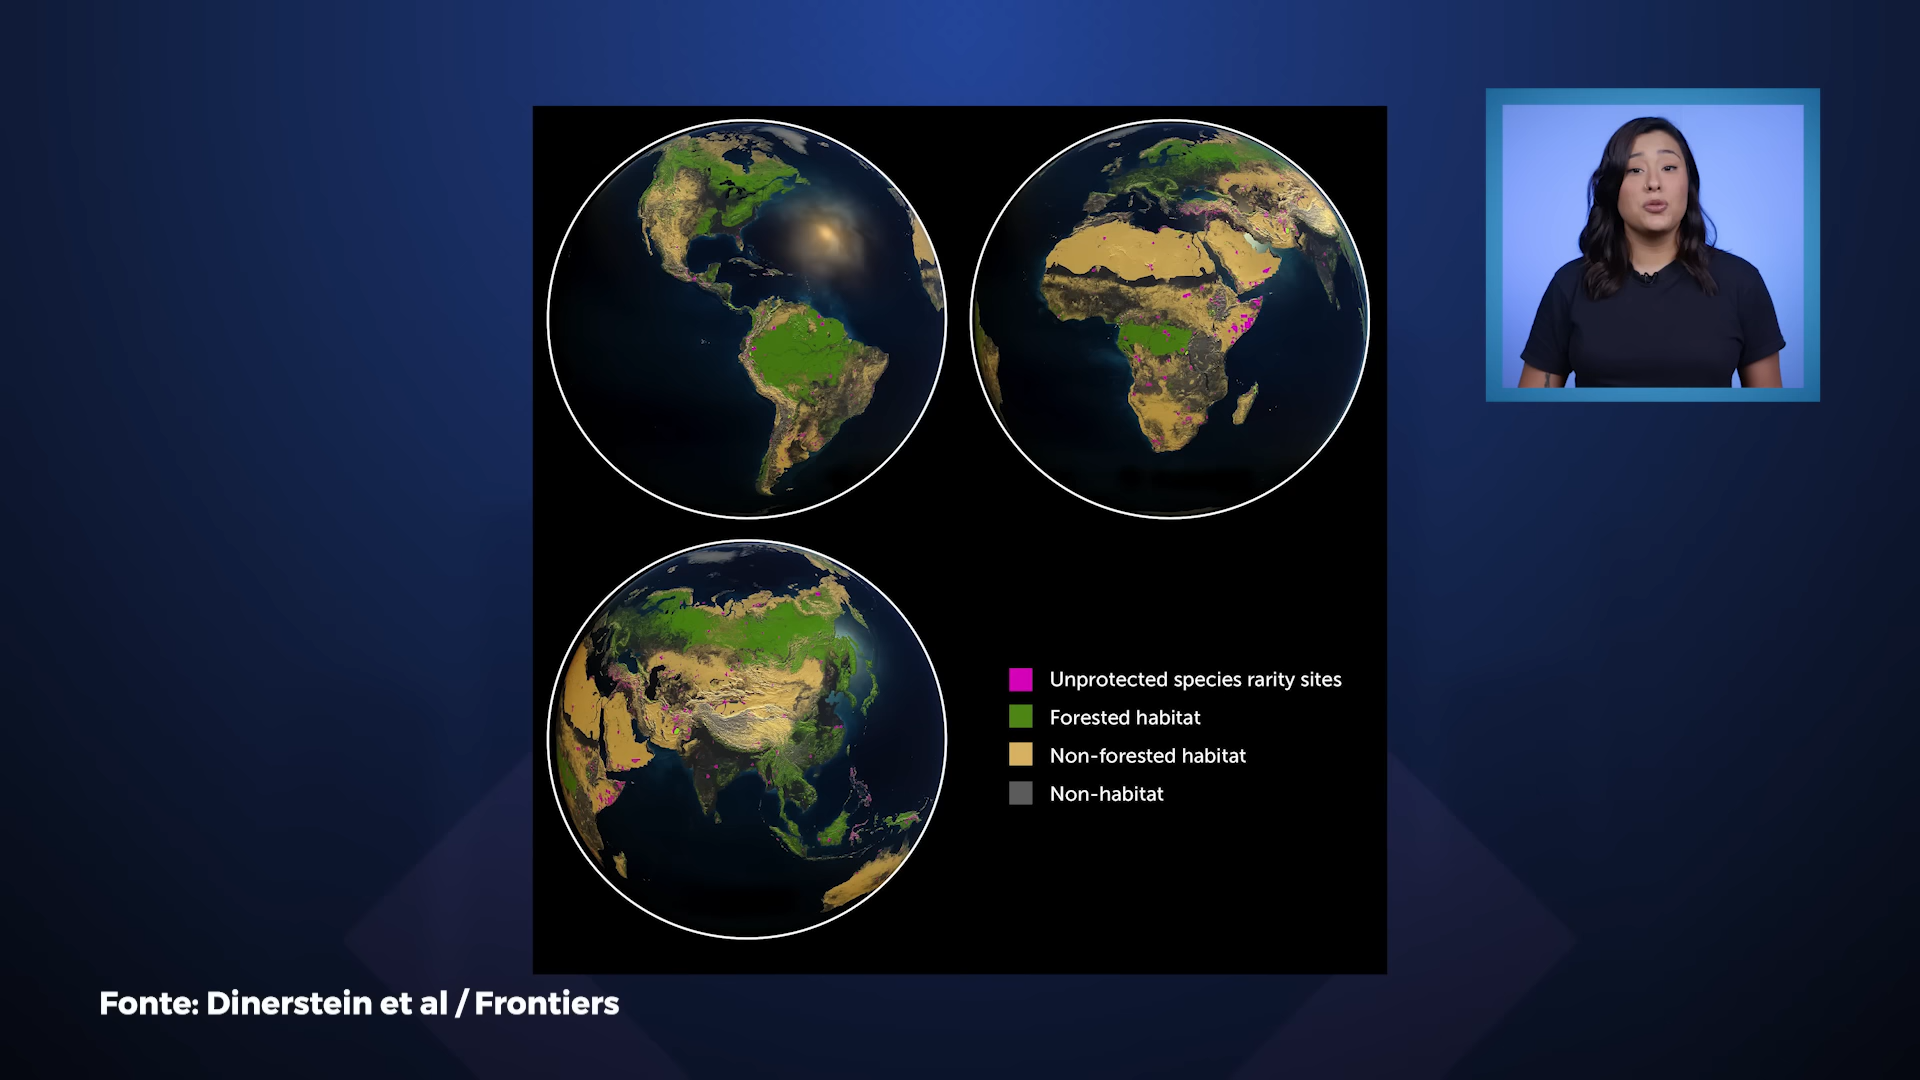 Unprotected species rarity sites
Forested habitat
Non-forested habitat
Non-habitat
Fonte: Dinerstein et al / Frontiers